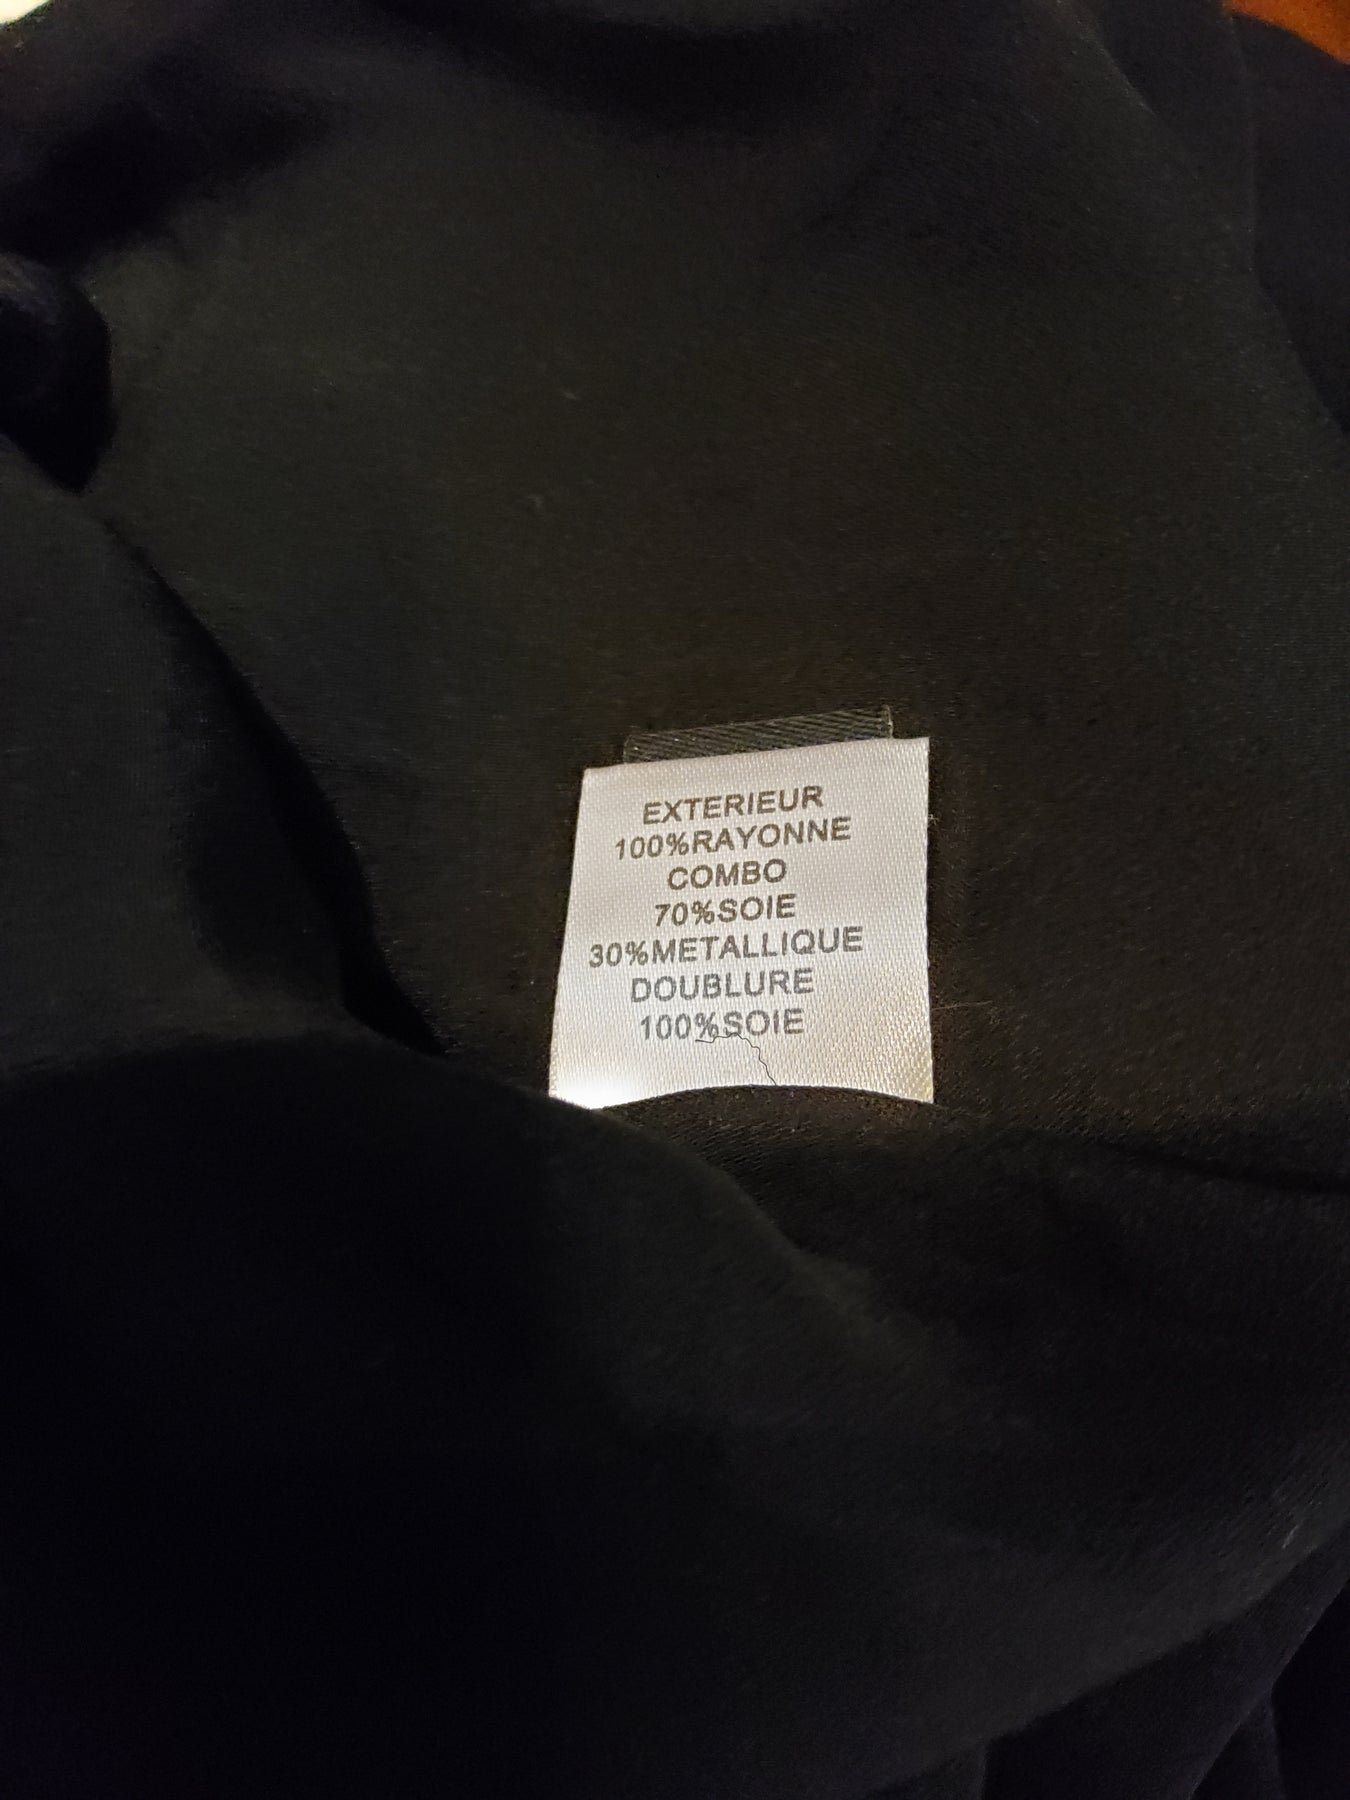 EXTERIEUR
100%RAYONNE
COMBO
70%SOIE
30%METALLIQUE
DOUBLURE
100%SOIE